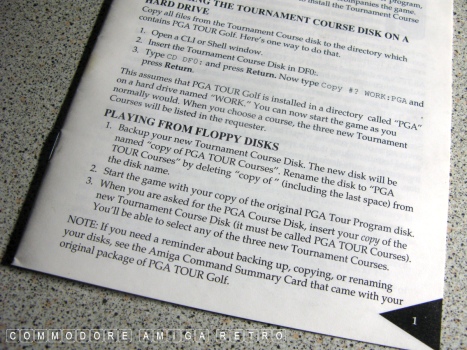 accompanies the game.
program,
to install the Tournament Course
THE TOURNAMENT COURSE DISK ON A
HARD DRIVE
Copy all files from the Tournament Course disk to the directory which
contains PGA TOUR Golf. Here's one way to do that.
1. Open a CLI or Shell window.
2. Insert the Tournament Course Disk in DF0:.
3. Type CD DF0: and press Return. Now type Copy #? WORK:PGA and
press Return.
This assumes that PGA TOUR Golf is installed in a directory called "PGA"
on a hard drive named "WORK." You can now start the game as you
normally would. When you choose a course, the three new Tournament
Courses will be listed in the requester.
PLAYING FROM FLOPPY DISKS
1. Backup your new Tournament Course Disk. The new disk will be
named "copy of PGA TOUR Courses". Rename the disk to "PGA
TOUR Courses" by deleting "copy of " (including the last space) from
the disk name.
2. Start the game with your copy of the original PGA Tour Program disk.
3. When you are asked for the PGA Course Disk, insert your copy of the
new Tournament Course Disk (it must be called PGA TOUR Courses).
You'll be able to select any of the three new Tournament Courses.
NOTE: If you need a reminder about backing up, copying, or renaming
your disks, see the Amiga Command Summary Card that came with your
original package of PGA TOUR Golf.
1
COMMODORE AMIGA RETRO